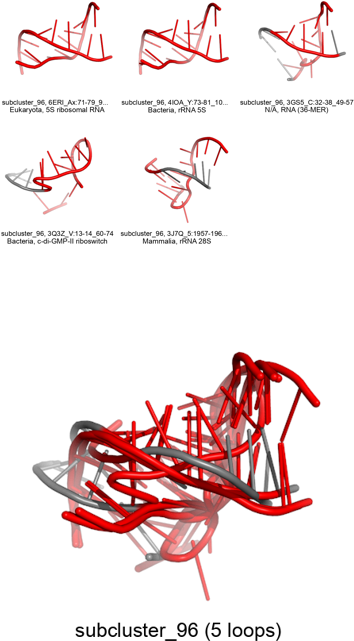 subcluster_96, 6ERI_Ax:71-79_9...
Eukaryota, 5S ribosomal RNA
subcluster_96, 4IOA_Y:73-81_10...
Bacteria, rRNA 5S
subcluster_96, 3GS5_C:32-38_49-57
N/A, RNA (36-MER)
subcluster_96, 3Q3Z_V:13-14_60-74
Bacteria, c-di-GMP-II riboswitch
subcluster_96, 3J7Q_5:1957-196...
Mammalia, rRNA 28S
subcluster_96 (5 loops)